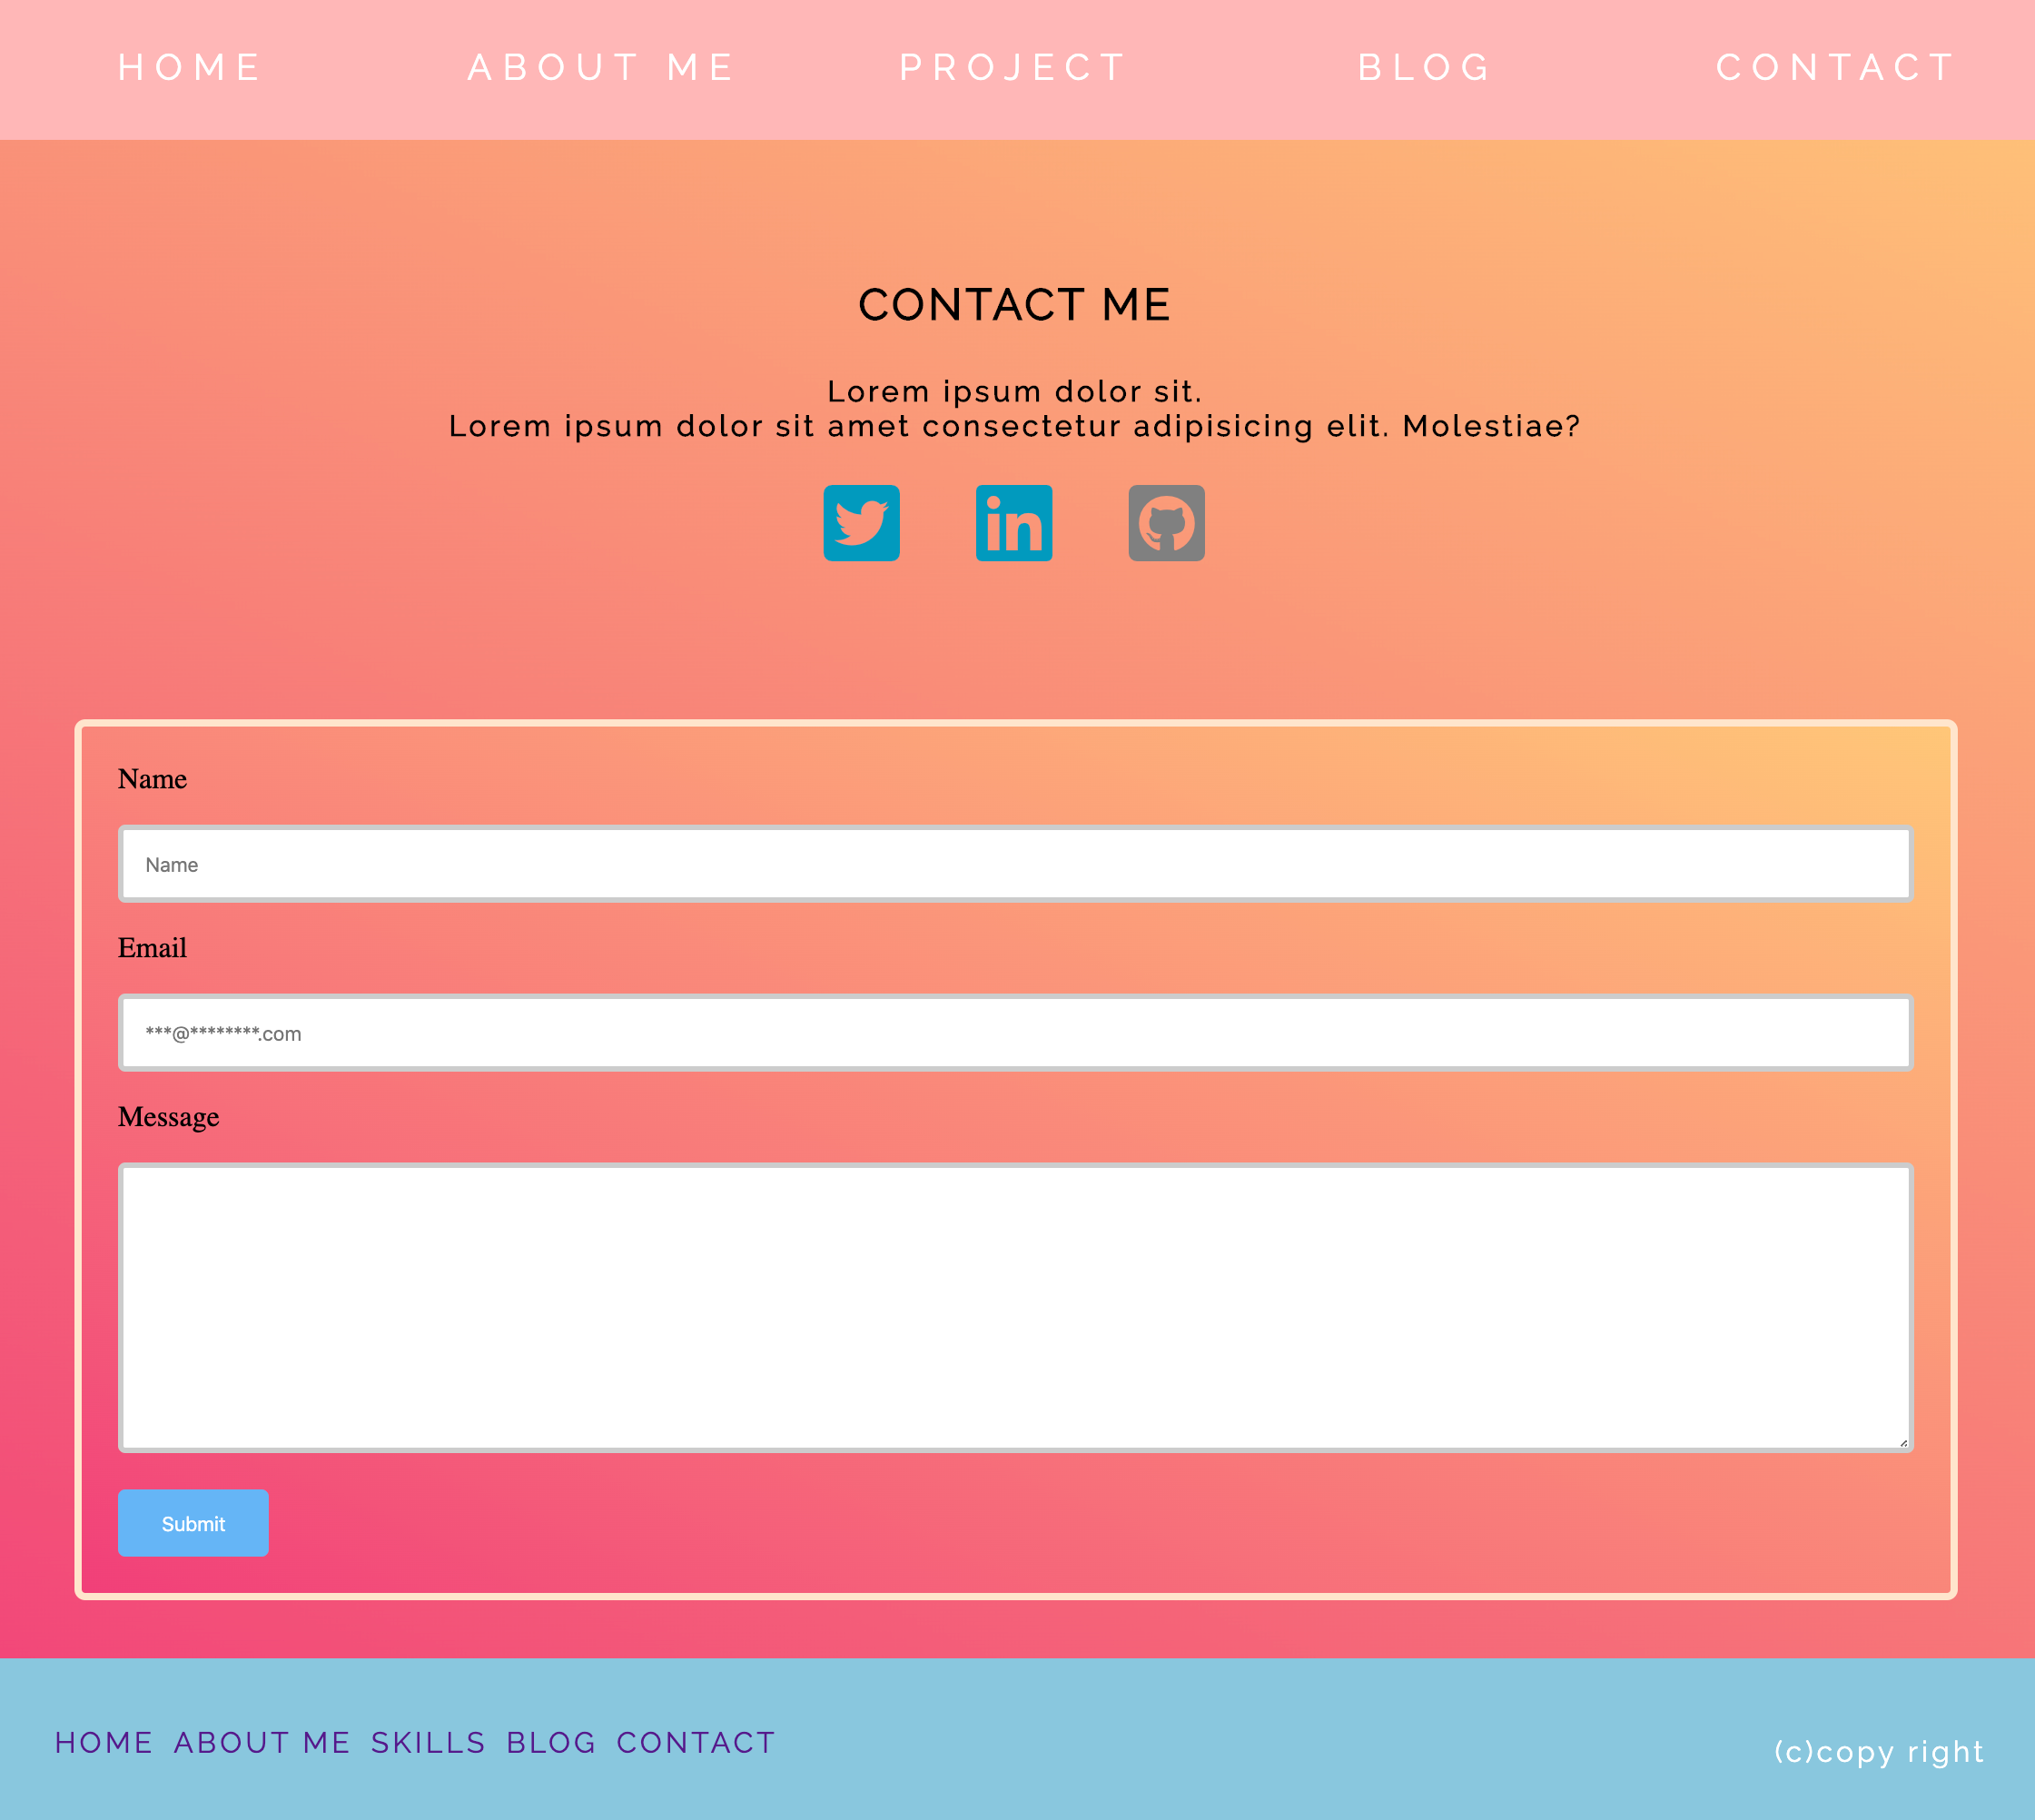 HOME ABOUT ME PROJECT BLOG CONTACT
CONTACT ME
Lorem ipsum dolor sit.
Lorem ipsum dolor sit amet consectetur adipisicing elit. Molestiae?
in
Name
Name
Email
***@********.com
Message
Submit
HOME ABOUT ME SKILLS BLOG CONTACT
(c)copy right